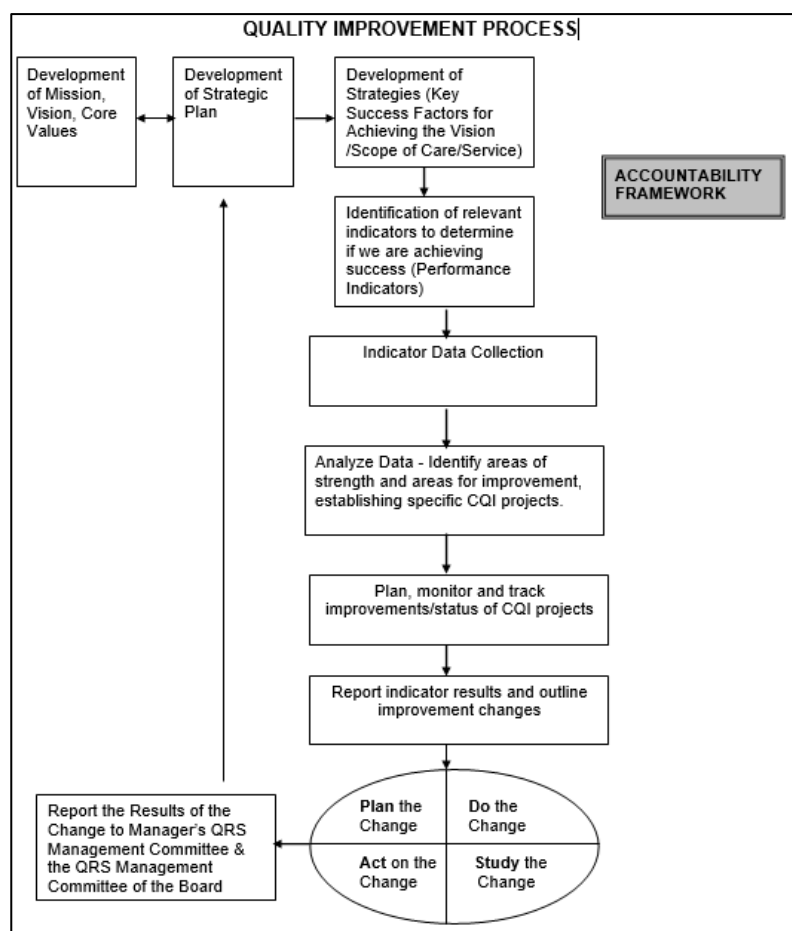 QUALITY IMPROVEMENT PROCESS
Development
of Mission,
Vision, Core
Values
Development
of Strategic
Plan
Development of
Strategies (Key
Success Factors for
Achieving the Vision
/Scope of Care/Service)
ACCOUNTABILITY
FRAMEWORK
Identification of relevant
indicators to determine
if we are achieving
success (Performance
Indicators)
Indicator Data Collection
Analyze Data - Identify areas of
strength and areas for improvement,
establishing specific CQI projects.
Plan, monitor and track
improvements/status of CQI projects
Report indicator results and outline
improvement changes
Plan the
Change
Do the
Change
Act on the
Change
Study the
Change
Report the Results of the
Change to Manager's QRS
Management Committee &
the QRS Management
Committee of the Board